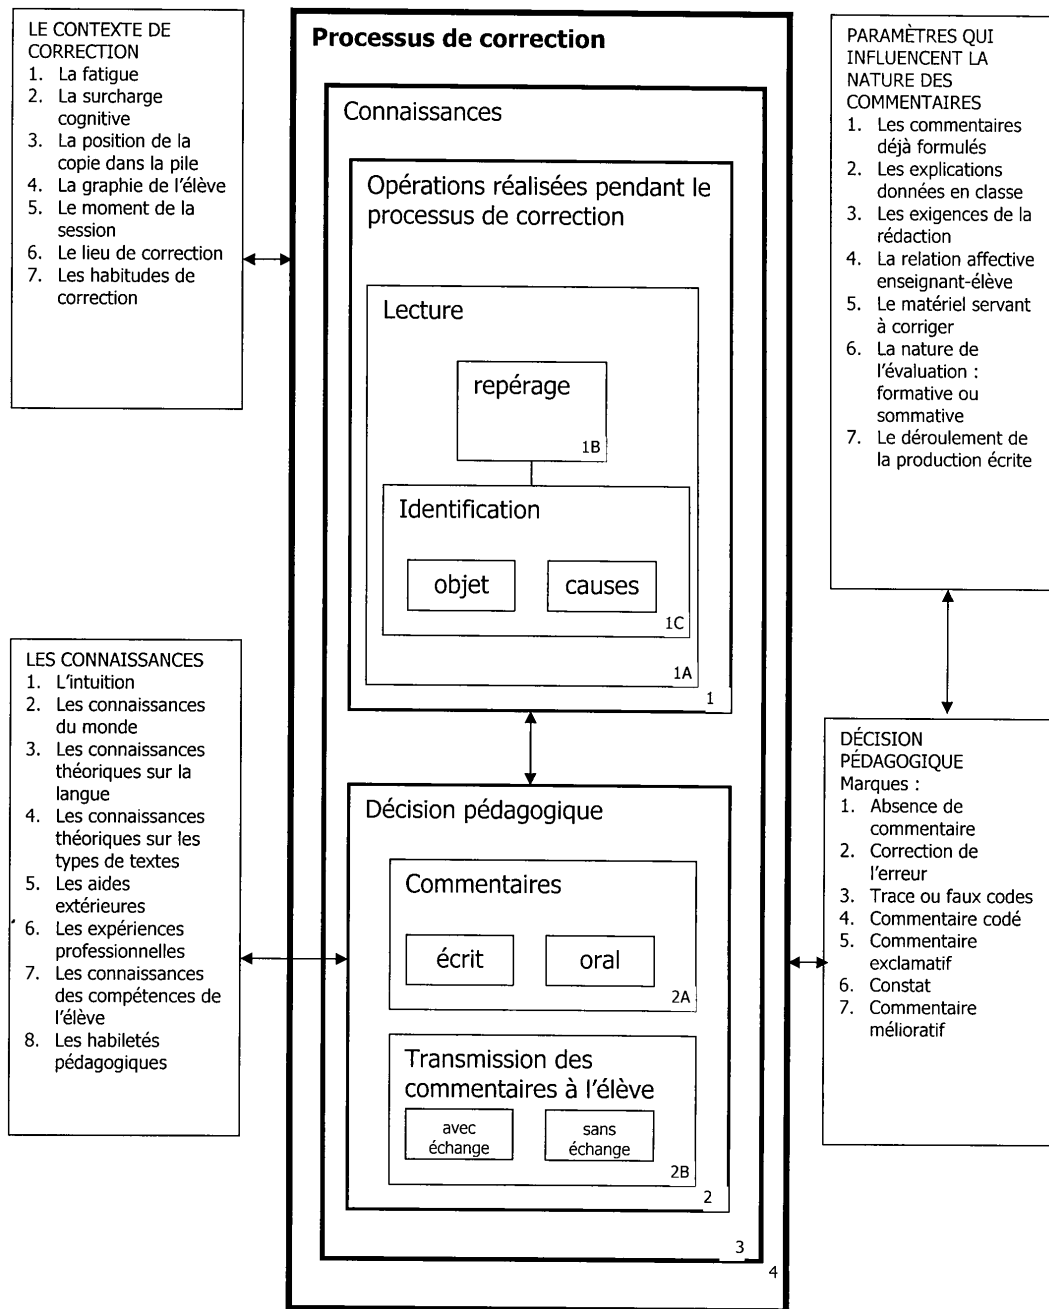 LE CONTEXTE DE
CORRECTION
1. La fatigue
2. La surcharge
cognitive
3. La position de la
copie dans la pile
4. La graphie de l'élève
5. Le moment de la
session
6. Le lieu de correction
7. Les habitudes de
correction
LES CONNAISSANCES
1. L'intuition
2. Les connaissances
du monde
3. Les connaissances
théoriques sur la
langue
4. Les connaissances
théoriques sur les
types de textes
5. Les aides
extérieures
6. Les expériences
professionnelles
7. Les connaissances
des compétences de
l'élève
8. Les habiletés
pédagogiques
Processus de correction
Connaissances
Opérations réalisées pendant le
processus de correction
Lecture
repérage
1B
Identification
objet
causes
1C
1A
1
Décision pédagogique
Commentaires
écrit
oral
2A
Transmission des
commentaires à l'élève
avec
échange
sans
échange
2B
2
3
4
PARAMÈTRES QUI
INFLUENCENT LA
NATURE DES
COMMENTAIRES
1. Les commentaires
déjà formulés
2. Les explications
données en classe
3. Les exigences de la
rédaction
4. La relation affective
enseignant-élève
5. Le matériel servant
à corriger
6. La nature de
l'évaluation :
formative ou
sommative
7. Le déroulement de
la production écrite
DÉCISION
PÉDAGOGIQUE
Marques :
1. Absence de
commentaire
2. Correction de
l'erreur
3. Trace ou faux codes
4. Commentaire codé
5. Commentaire
exclamatif
6. Constat
7. Commentaire
mélioratif